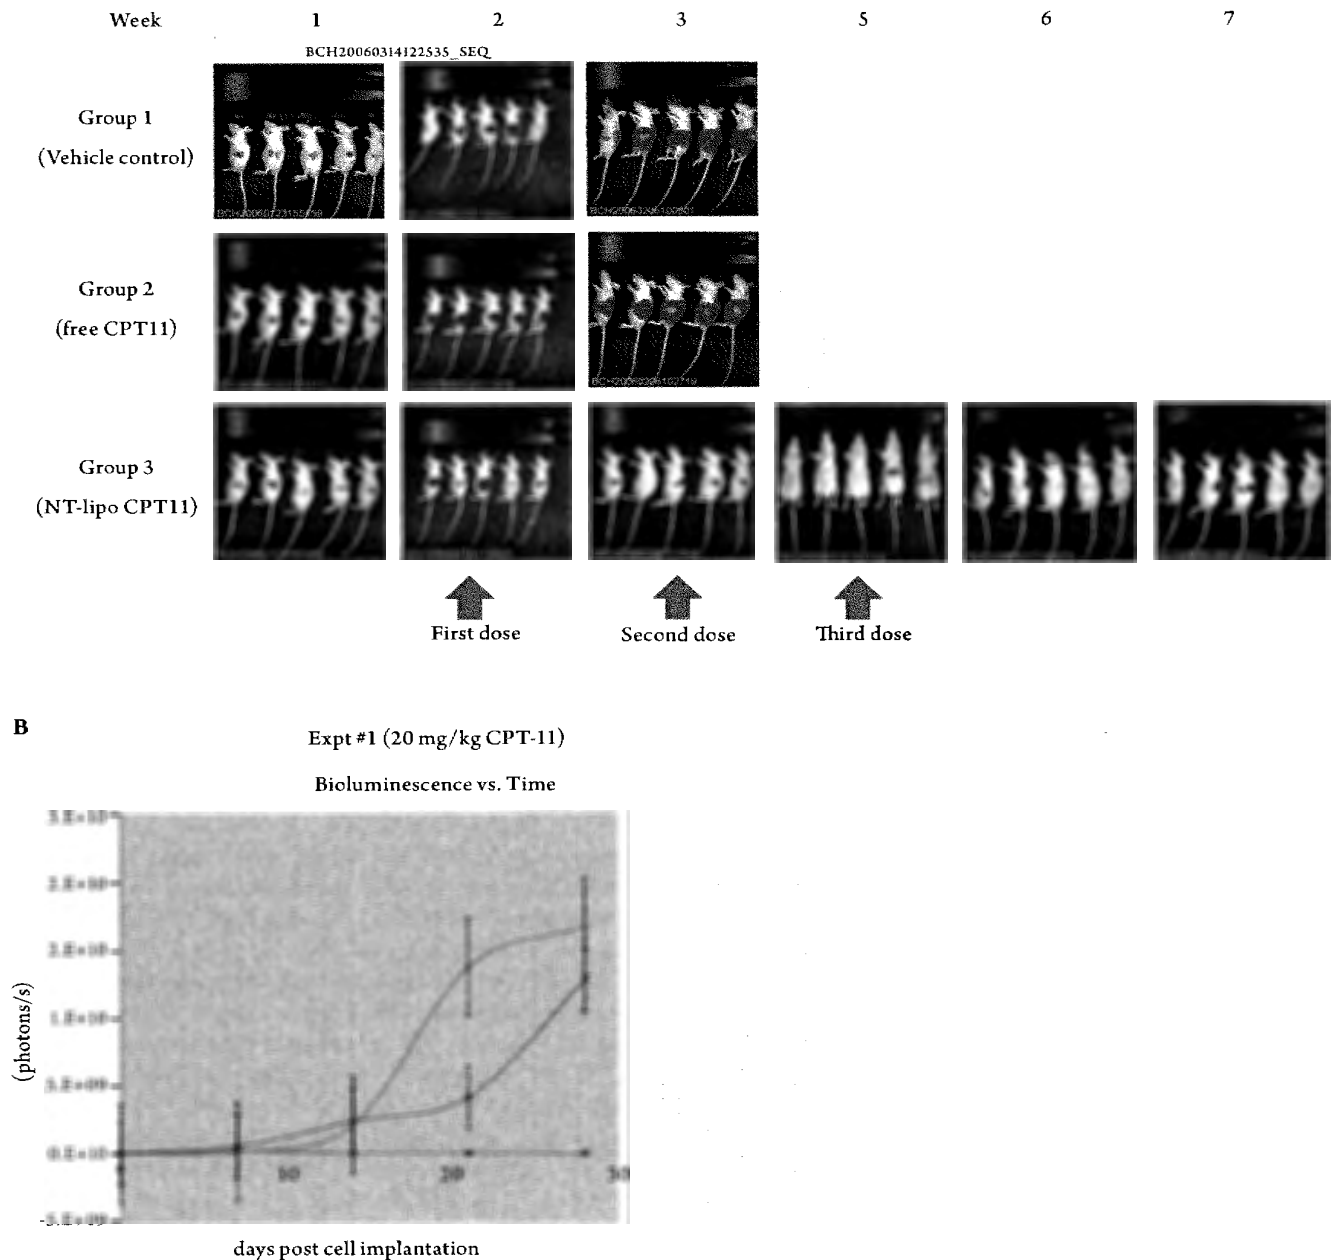 Week 1 2 3 5 6 7
BCH20060314122535_SEQ
Group 1
(Vehicle control)
Group 2
(free CPT11)
Group 3
(NT-lipo CPT11)
First dose Second dose Third dose
B
Expt #1 (20 mg/kg CPT-11)
Bioluminescence vs. Time
(photons/s)
10 20 30
days post cell implantation